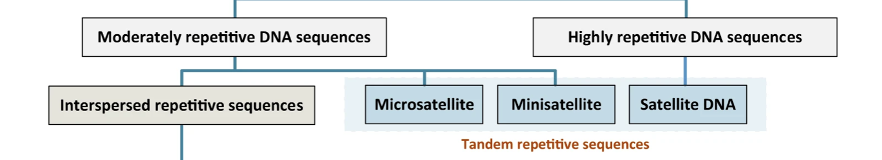 Moderately repetitive DNA sequences
Highly repetitive DNA sequences
Interspersed repetitive sequences
Microsatellite
Minisatellite
Satellite DNA
Tandem repetitive sequences